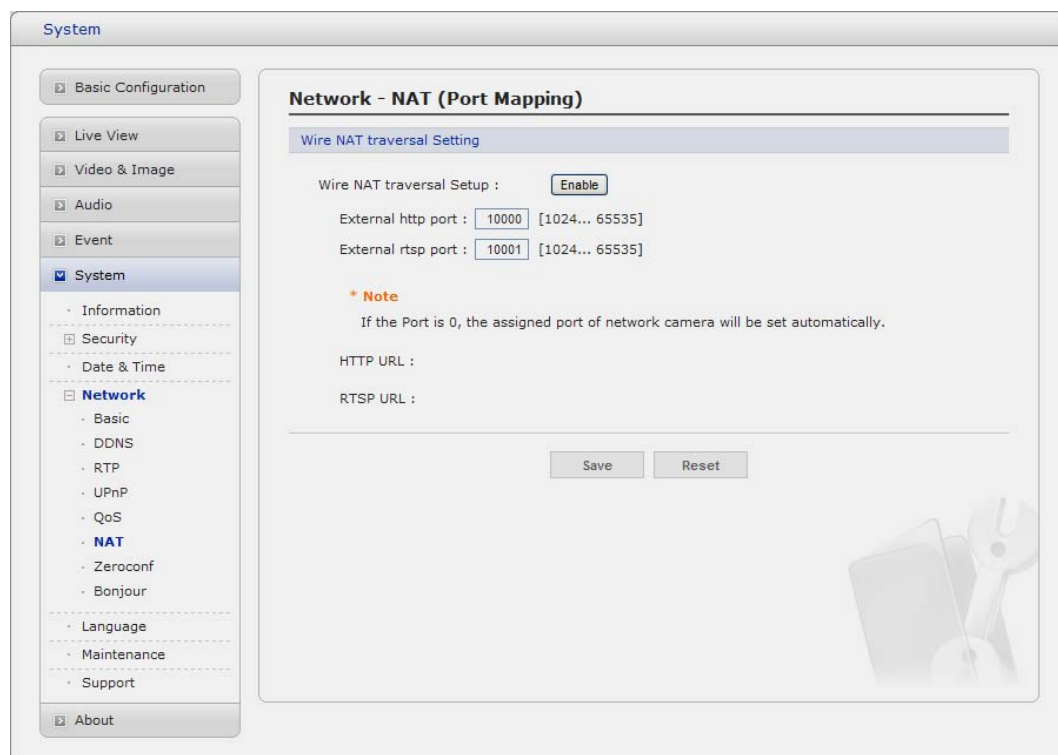 System
Basic Configuration
Live View
Video & Image
Audio
Event
System
Information
Security
Date & Time
Network
Basic
DDNS
RTP
UPnP
QoS
NAT
Zeroconf
Bonjour
Language
Maintenance
Support
About
Network - NAT (Port Mapping)
Wire NAT traversal Setting
Wire NAT traversal Setup : Enable
External http port : 10000 [1024... 65535]
External rtsp port : 10001 [1024... 65535]
* Note
If the Port is 0, the assigned port of network camera will be set automatically.
HTTP URL :
RTSP URL :
Save Reset